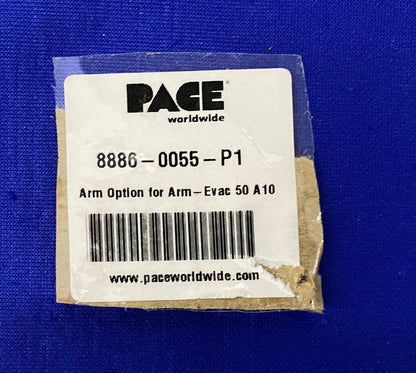 PACE
worldwide
8886-0055-P1
Arm Option for Arm-Evac 50 A10
www.paceworldwide.com